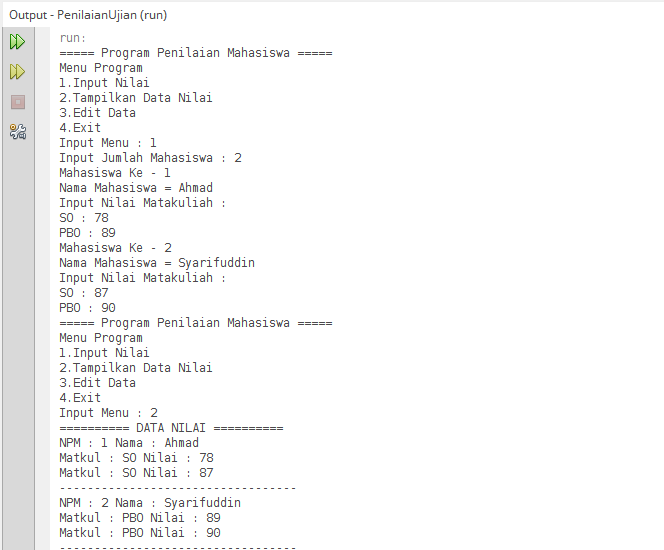 Output - PenilaianUjian (run)
run:
===== Program Penilaian Mahasiswa =====
Menu Program
1.Input Nilai
2.Tampilkan Data Nilai
3.Edit Data
4.Exit
Input Menu : 1
Input Jumlah Mahasiswa : 2
Mahasiswa Ke - 1
Nama Mahasiswa = Ahmad
Input Nilai Matakuliah :
SO : 78
PBO : 89
Mahasiswa Ke - 2
Nama Mahasiswa = Syarifuddin
Input Nilai Matakuliah :
SO : 87
PBO : 90
===== Program Penilaian Mahasiswa =====
Menu Program
1.Input Nilai
2.Tampilkan Data Nilai
3.Edit Data
4.Exit
Input Menu : 2
========== DATA NILAI ==========
NPM : 1 Nama : Ahmad
Matkul : SO Nilai : 78
Matkul : SO Nilai : 87
----------------------------------
NPM : 2 Nama : Syarifuddin
Matkul : PBO Nilai : 89
Matkul : PBO Nilai : 90
----------------------------------